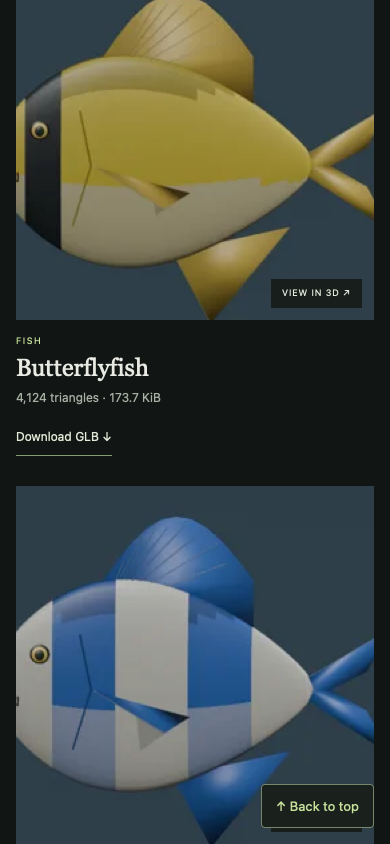 VIEW IN 3D ↗
FISH
Butterflyfish
4,124 triangles · 173.7 KiB
Download GLB ↓
↑ Back to top